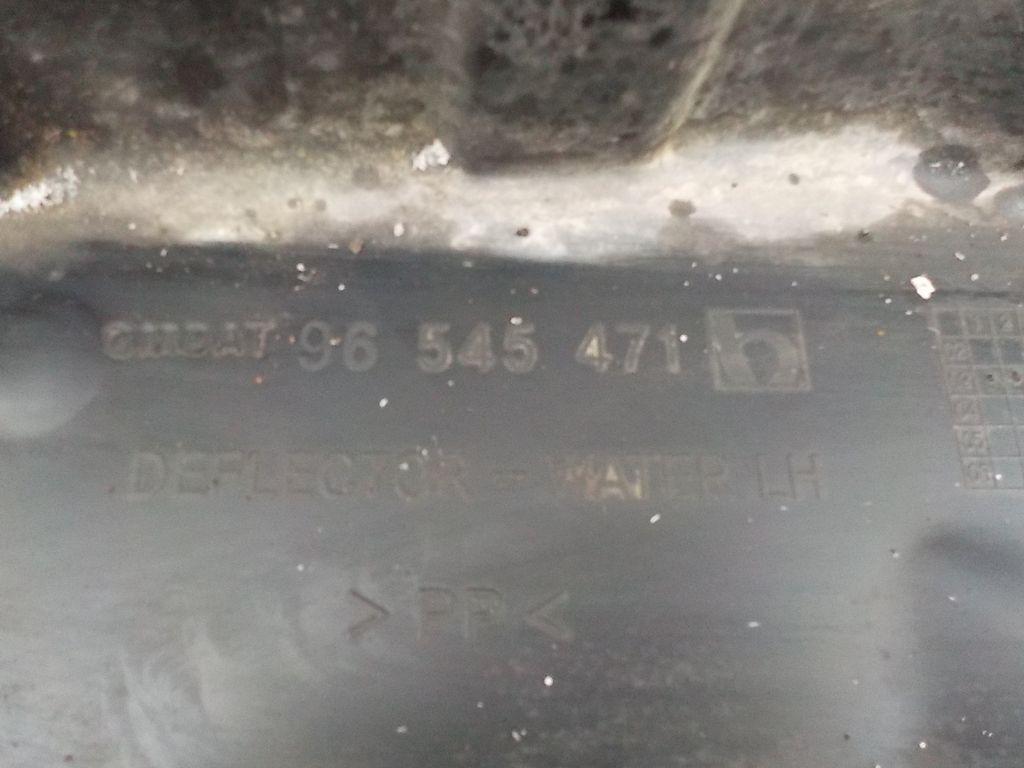 GMDAT 96 545 471
DEFLECTOR - WATER LH
>PP<